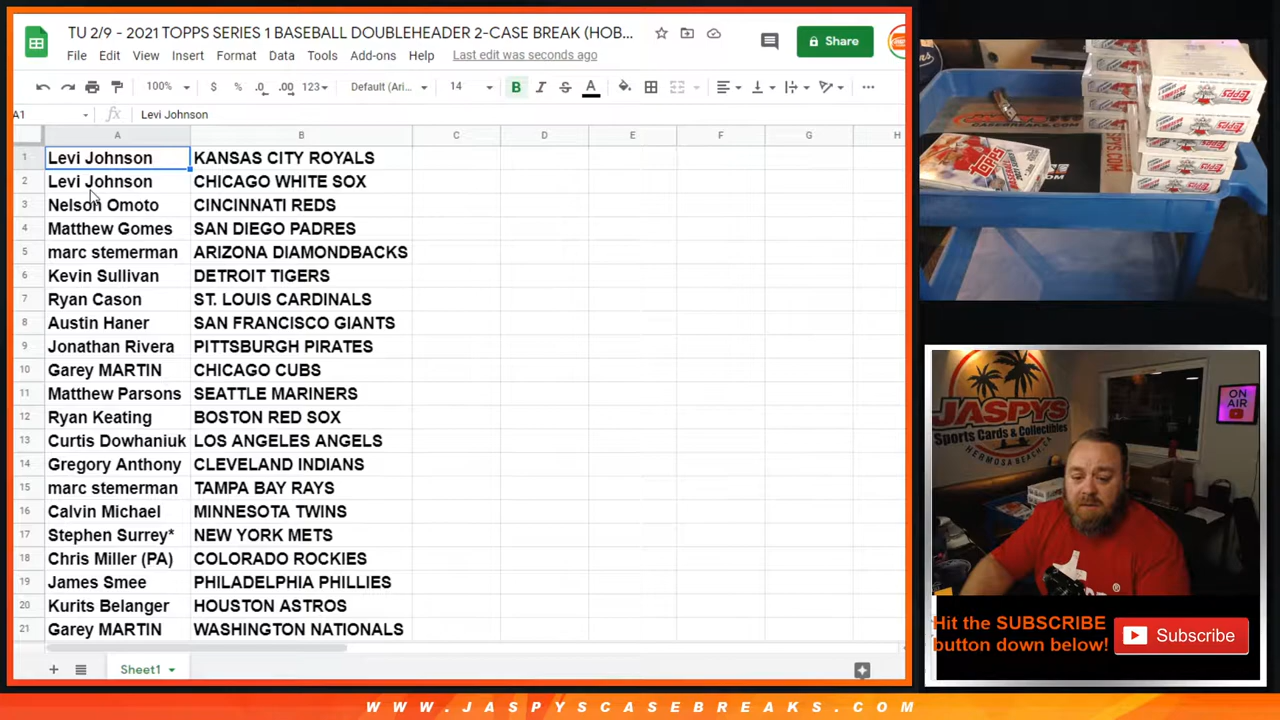 TU 2/9 - 2021 TOPPS SERIES 1 BASEBALL DOUBLEHEADER 2-CASE BREAK (HOB...
Share
File Edit View Insert Format Data Tools Add-ons Help Last edit was seconds ago
100% $ % .0 .00 123 Default (Ari... 14 B I S A
A1 fx Levi Johnson
A B C D E F G H
1 Levi Johnson KANSAS CITY ROYALS
2 Levi Johnson CHICAGO WHITE SOX
3 Nelson Omoto CINCINNATI REDS
4 Matthew Gomes SAN DIEGO PADRES
5 marc stemerman ARIZONA DIAMONDBACKS
6 Kevin Sullivan DETROIT TIGERS
7 Ryan Cason ST. LOUIS CARDINALS
8 Austin Haner SAN FRANCISCO GIANTS
9 Jonathan Rivera PITTSBURGH PIRATES
10 Garey MARTIN CHICAGO CUBS
11 Matthew Parsons SEATTLE MARINERS
12 Ryan Keating BOSTON RED SOX
13 Curtis Dowhaniuk LOS ANGELES ANGELS
14 Gregory Anthony CLEVELAND INDIANS
15 marc stemerman TAMPA BAY RAYS
16 Calvin Michael MINNESOTA TWINS
17 Stephen Surrey* NEW YORK METS
18 Chris Miller (PA) COLORADO ROCKIES
19 James Smee PHILADELPHIA PHILLIES
20 Kurits Belanger HOUSTON ASTROS
21 Garey MARTIN WASHINGTON NATIONALS
Sheet1
Topps
JASPYS
CASEBREAKS.COM
JASPYS
Sports Cards & Collectibles
HERMOSA BEACH, CA
ON
AIR
Hit the SUBSCRIBE
button down below!
Subscribe
WWW.JASPYSCASEBREAKS.COM